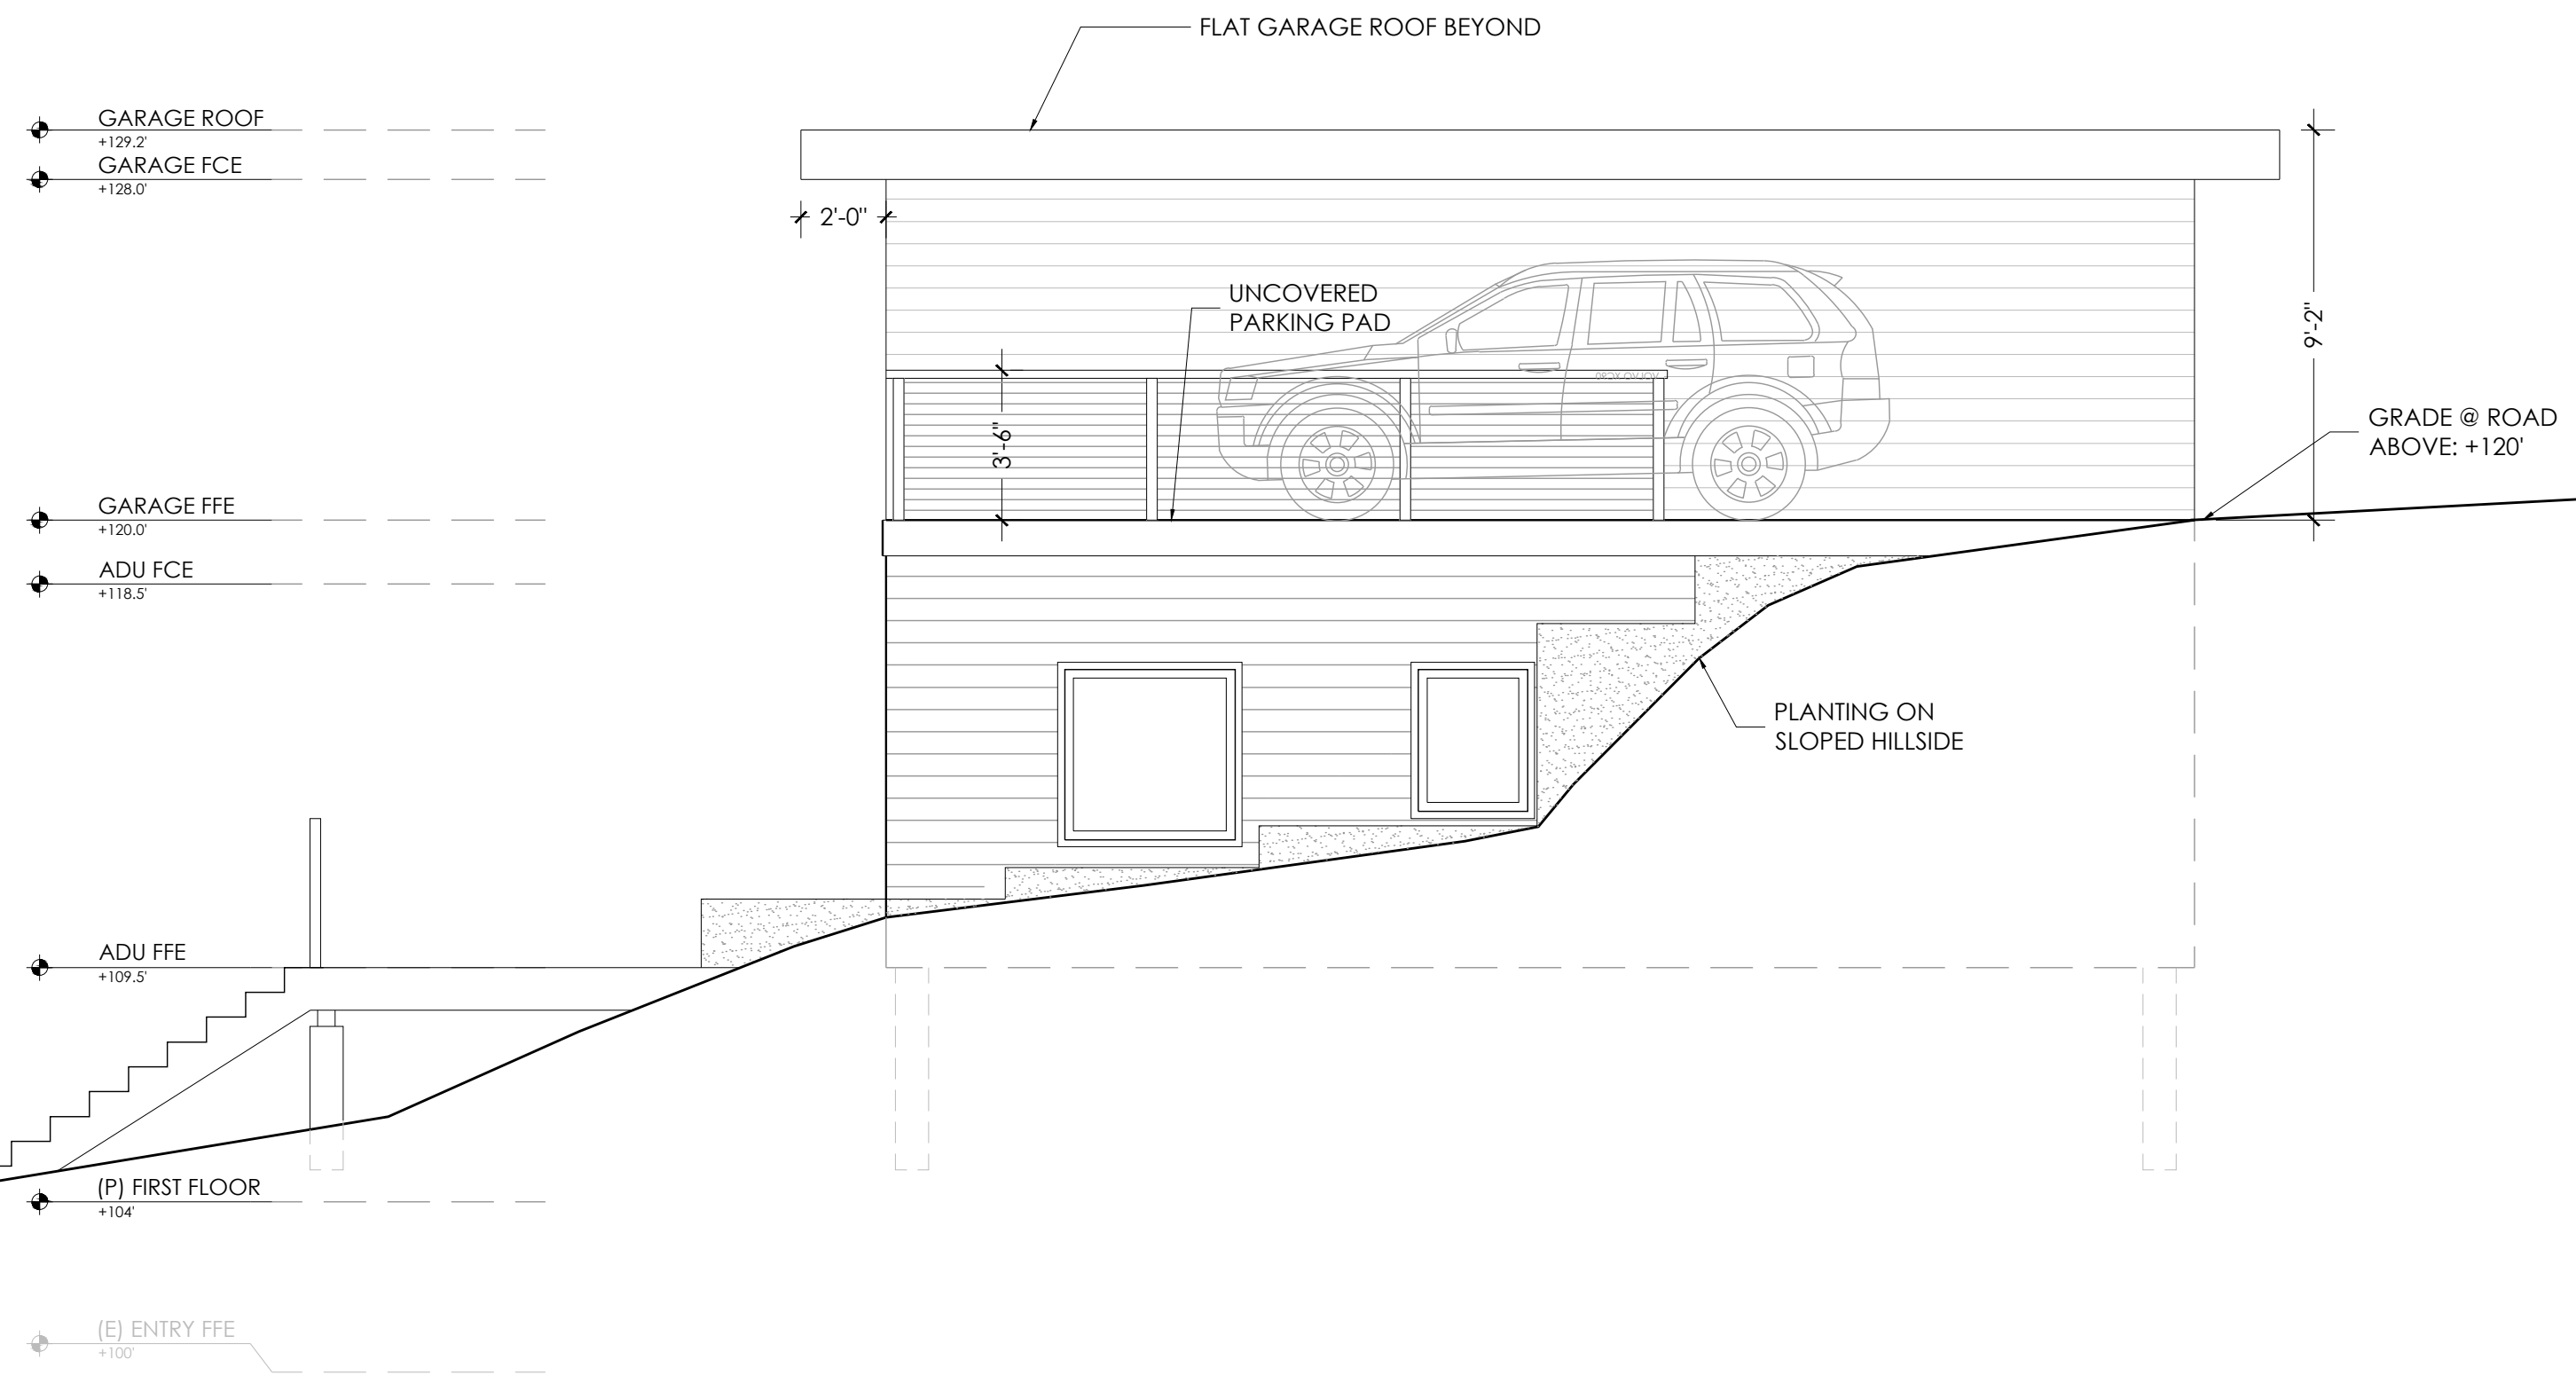 FLAT GARAGE ROOF BEYOND
GARAGE ROOF
+129.2'
GARAGE FCE
+128.0'
2'-0"
UNCOVERED
PARKING PAD
9'-2"
VOLVO XC90
3'-6"
GRADE @ ROAD
ABOVE: +120'
GARAGE FFE
+120.0'
ADU FCE
+118.5'
PLANTING ON
SLOPED HILLSIDE
ADU FFE
+109.5'
(P) FIRST FLOOR
+104'
(E) ENTRY FFE
+100'